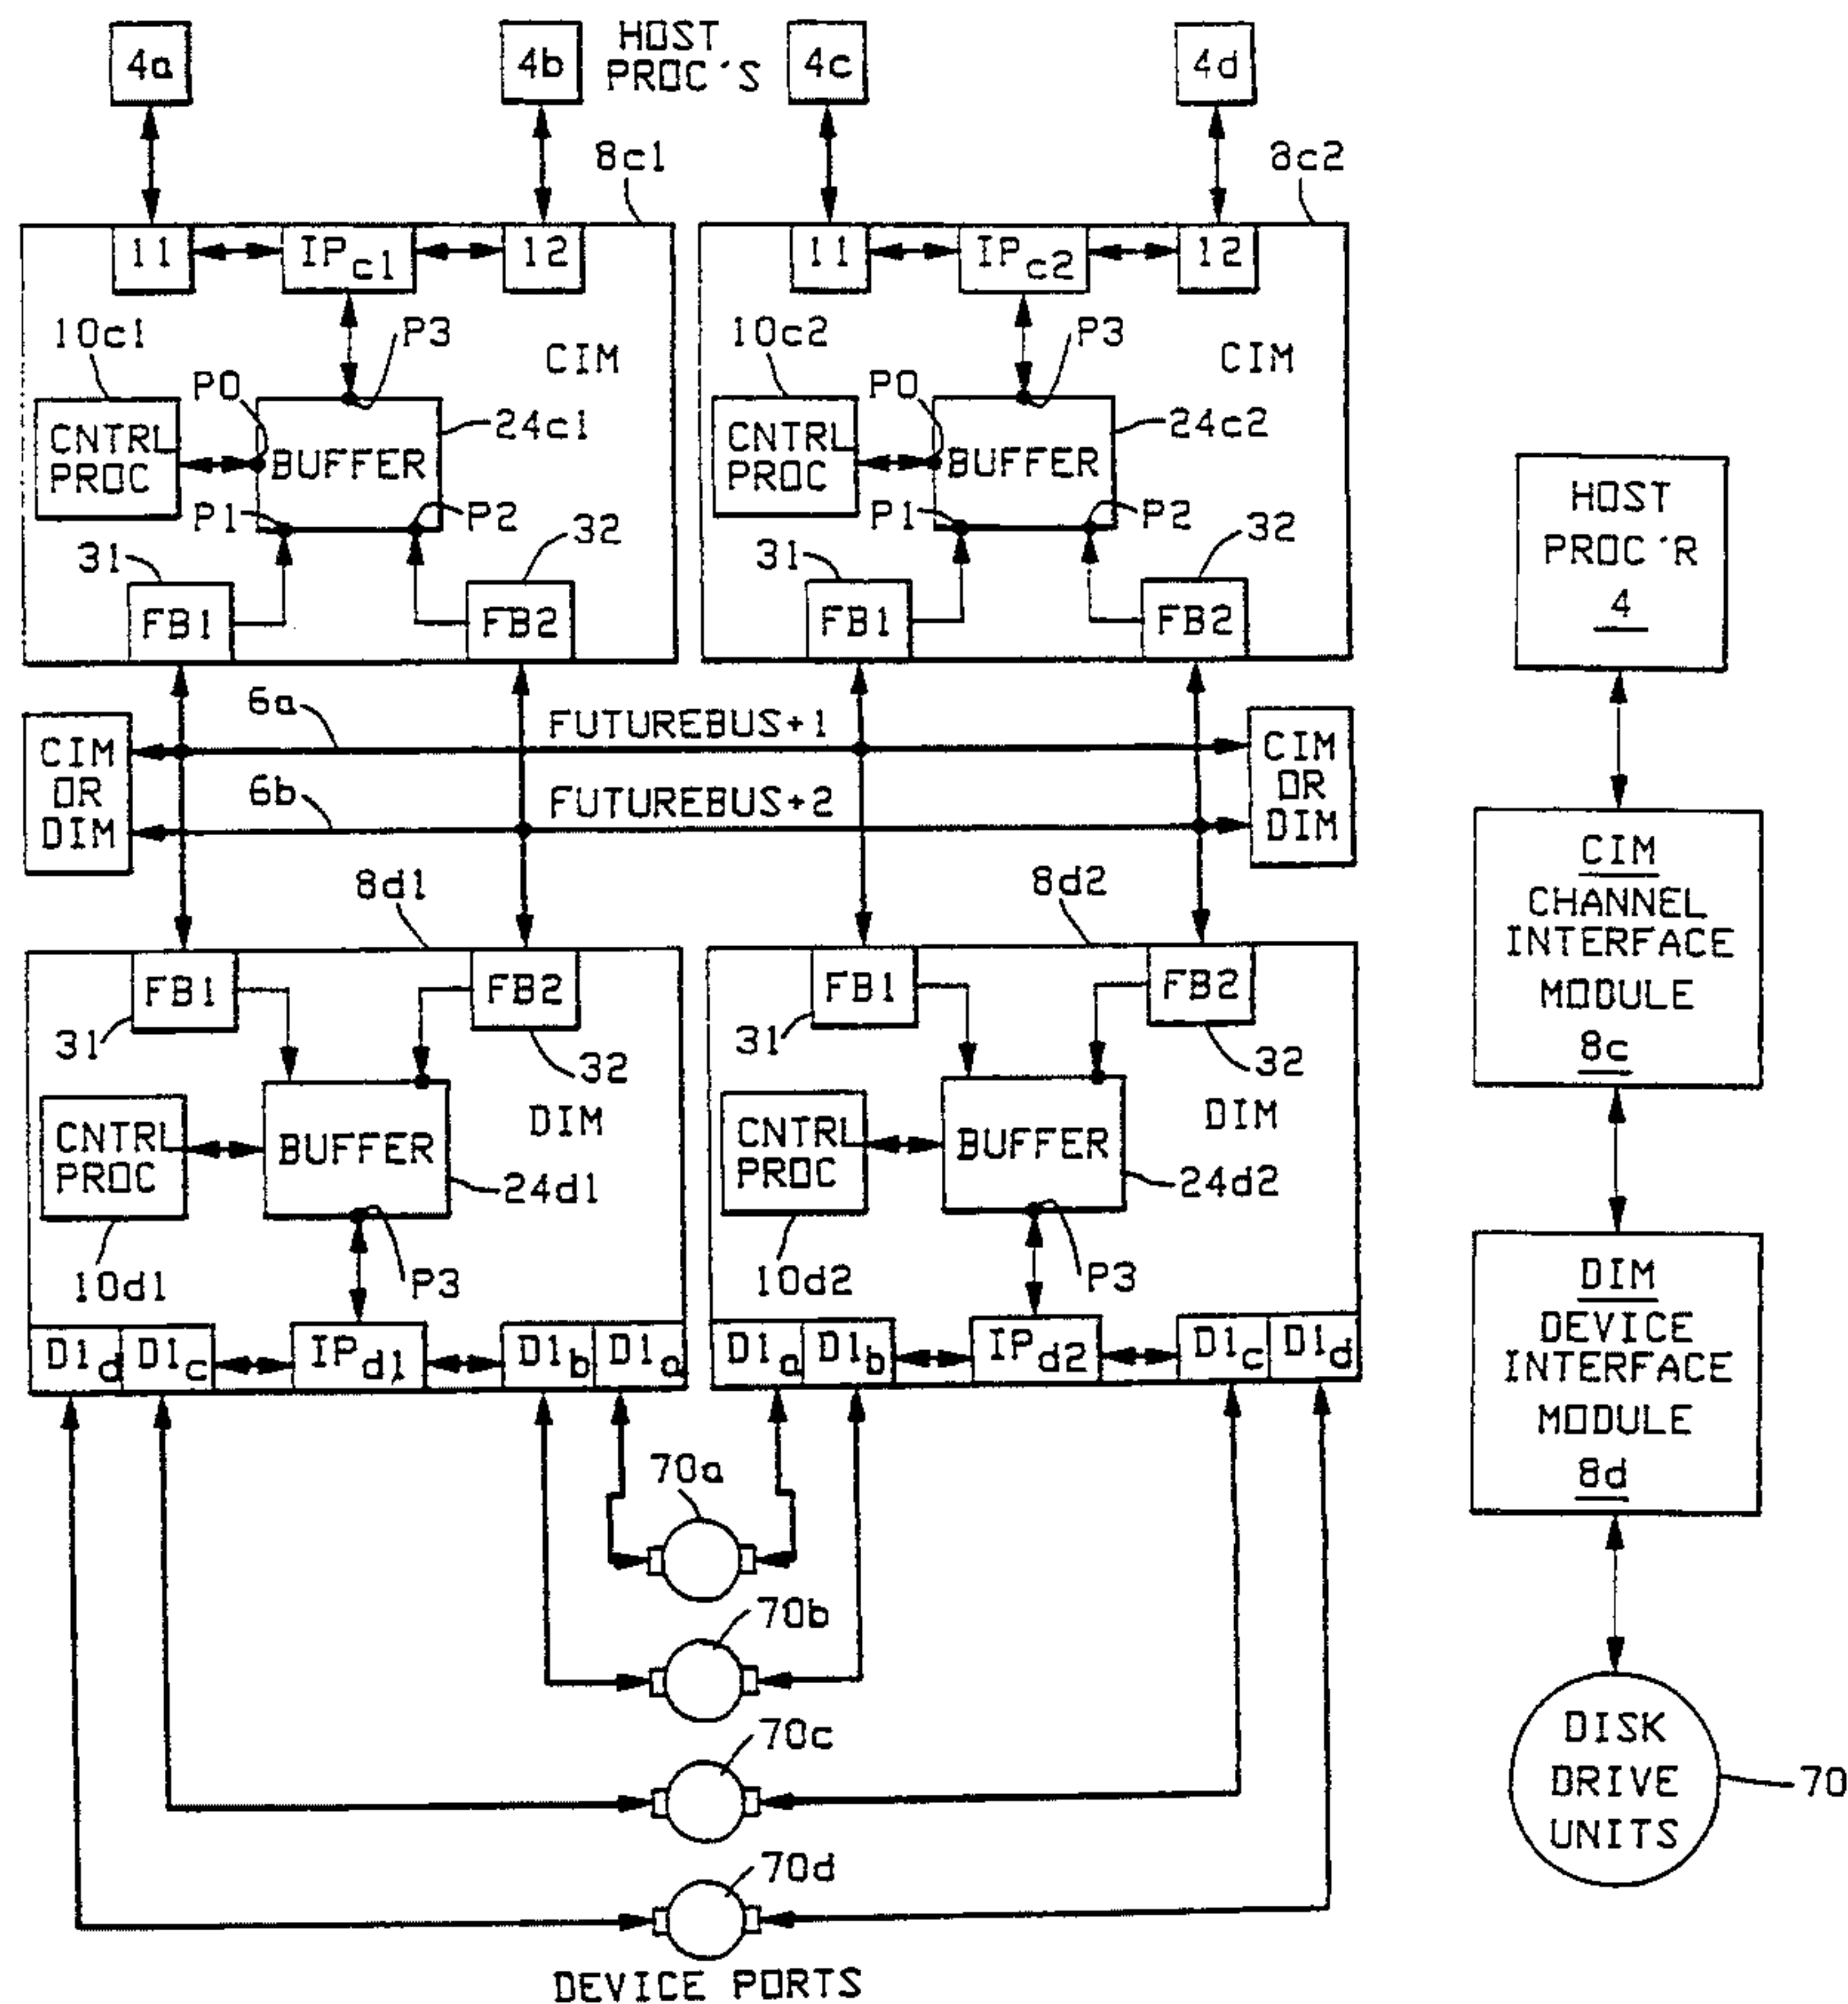 4a
4b
HOST
PROC'S
4c
4d
8c1
8c2
11
IPc1
12
11
IPc2
12
10c1
P3
CIM
10c2
P3
CIM
P0
P0
CNTRL
PROC
BUFFER
24c1
CNTRL
PROC
BUFFER
24c2
P1
P2
P1
P2
31
32
31
32
FB1
FB2
FB1
FB2
HOST
PROC'R
4
6a
FUTUREBUS+1
6b
FUTUREBUS+2
CIM
OR
DIM
CIM
OR
DIM
CIM
CHANNEL
INTERFACE
MODULE
8c
8d1
8d2
FB1
FB2
FB1
FB2
31
32
31
32
DIM
DIM
CNTRL
PROC
BUFFER
24d1
CNTRL
PROC
BUFFER
24d2
10d1
P3
10d2
P3
D1d
D1c
IPd1
D1b
D1a
D1a
D1b
IPd2
D1c
D1d
DIM
DEVICE
INTERFACE
MODULE
8d
70a
70b
70c
70d
DISK
DRIVE
UNITS
70
DEVICE PORTS